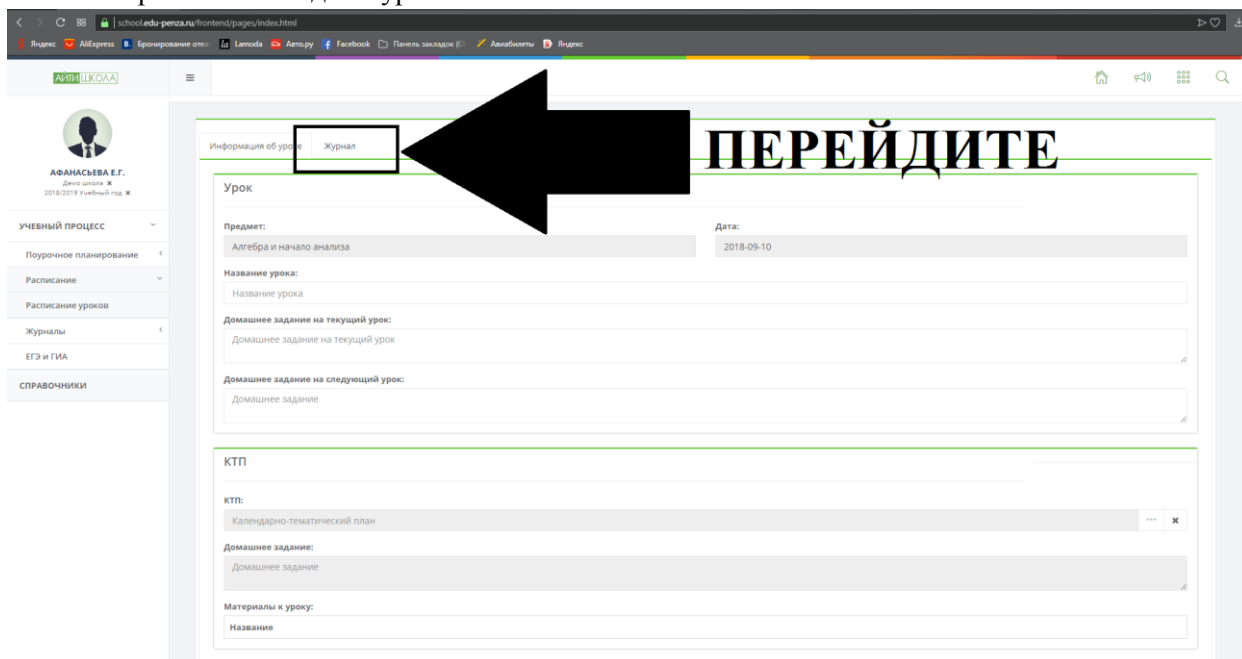 school.edu-penza.ru/frontend/pages/index.html
Яндекс AliExpress Бронирование отел Lamoda Авто.ру Facebook Панель закладок (С Авиабилеты Яндекс
АЙТИ ШКОЛА
АФАНАСЬЕВА Е.Г.
Демо школа ✖
2018/2019 Учебный год ✖
УЧЕБНЫЙ ПРОЦЕСС
Поурочное планирование
Расписание
Расписание уроков
Журналы
ЕГЭ и ГИА
СПРАВОЧНИКИ
Информация об уроке Журнал
ПЕРЕЙДИТЕ
Урок
Предмет: Дата:
Алгебра и начало анализа 2018-09-10
Название урока:
Название урока
Домашнее задание на текущий урок:
Домашнее задание на текущий урок
Домашнее задание на следующий урок:
Домашнее задание
КТП
КТП:
Календарно-тематический план
Домашнее задание:
Домашнее задание
Материалы к уроку:
Название